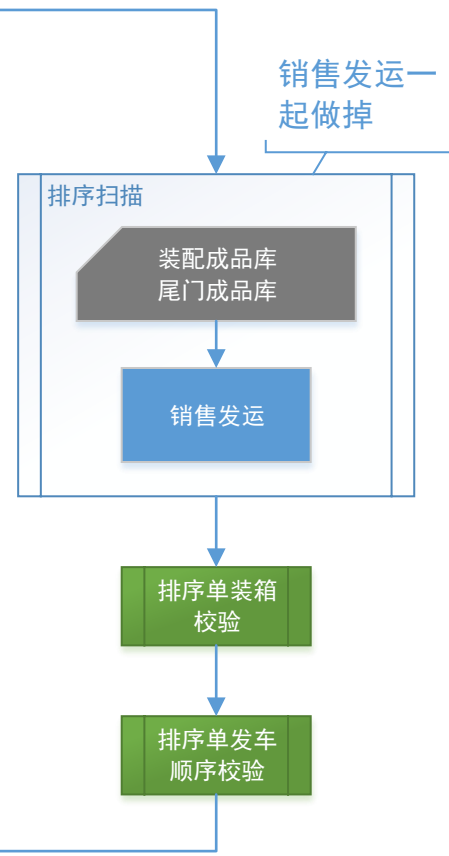 销售发运一
起做掉
排序扫描
装配成品库
尾门成品库
销售发运
排序单装箱
校验
排序单发车
顺序校验